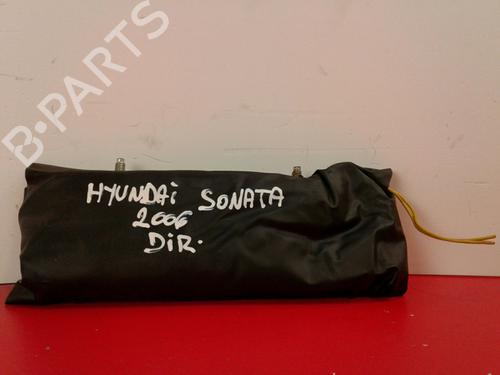 B-PARTS
HYUNDAi SONATA
2006
DiR.